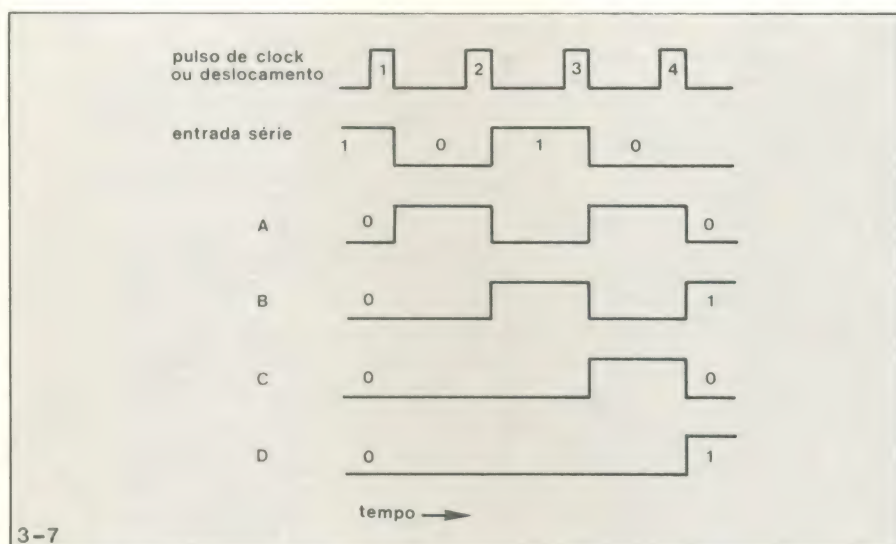 pulso de clock
ou deslocamento
1 2 3 4
entrada série
1 0 1 0
A 0 0
B 0 1
C 0 0
D 0 1
tempo
3-7